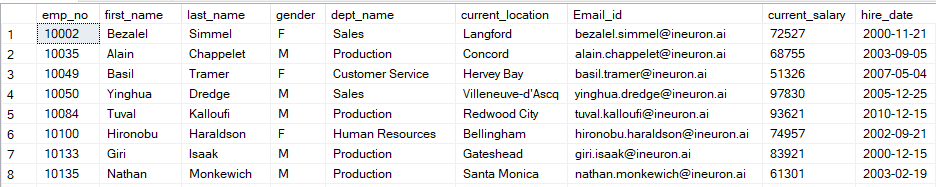 emp_no first_name last_name gender dept_name current_location Email_id current_salary hire_date
1 10002 Bezalel Simmel F Sales Langford bezalel.simmel@ineuron.ai 72527 2000-11-21
2 10035 Alain Chappelet M Production Concord alain.chappelet@ineuron.ai 68755 2003-09-05
3 10049 Basil Tramer F Customer Service Hervey Bay basil.tramer@ineuron.ai 51326 2007-05-04
4 10050 Yinghua Dredge M Sales Villeneuve-d'Ascq yinghua.dredge@ineuron.ai 97830 2005-12-25
5 10084 Tuval Kalloufi M Production Redwood City tuval.kalloufi@ineuron.ai 93621 2010-12-15
6 10100 Hironobu Haraldson F Human Resources Bellingham hironobu.haraldson@ineuron.ai 74957 2002-09-21
7 10133 Giri Isaak M Production Gateshead giri.isaak@ineuron.ai 83921 2000-12-15
8 10135 Nathan Monkewich M Production Santa Monica nathan.monkewich@ineuron.ai 61301 2003-02-19